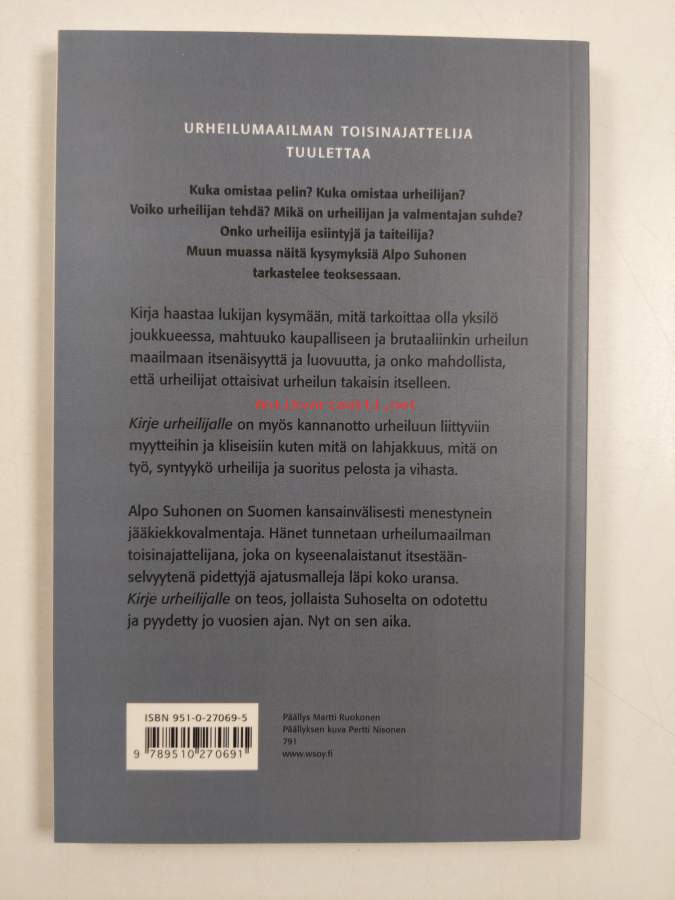 URHEILUMAAILMAN TOISINAJATTELIJA
TUULETTAA
Kuka omistaa pelin? Kuka omistaa urheilijan?
Voiko urheilijan tehdä? Mikä on urheilijan ja valmentajan suhde?
Onko urheilija esiintyjä ja taiteilija?
Muun muassa näitä kysymyksiä Alpo Suhonen
tarkastelee teoksessaan.
Kirja haastaa lukijan kysymään, mitä tarkoittaa olla yksilö
joukkueessa, mahtuuko kaupalliseen ja brutaaliinkin urheilun
maailmaan itsenäisyyttä ja luovuutta, ja onko mahdollista,
että urheilijat ottaisivat urheilun takaisin itselleen.
Antikvariaatti.net
Kirje urheilijalle on myös kannanotto urheiluun liittyviin
myytteihin ja kliseisiin kuten mitä on lahjakkuus, mitä on
työ, syntyykö urheilija ja suoritus pelosta ja vihasta.
Alpo Suhonen on Suomen kansainvälisesti menestynein
jääkiekkovalmentaja. Hänet tunnetaan urheilumaailman
toisinajattelijana, joka on kyseenalaistanut itsestään-
selvyytenä pidettyjä ajatusmalleja läpi koko uransa.
Kirje urheilijalle on teos, jollaista Suhoselta on odotettu
ja pyydetty jo vuosien ajan. Nyt on sen aika.
ISBN 951-0-27069-5
9 789510 270691
Päällys Martti Ruokonen
Päällyksen kuva Pertti Nisonen
791
www.wsoy.fi